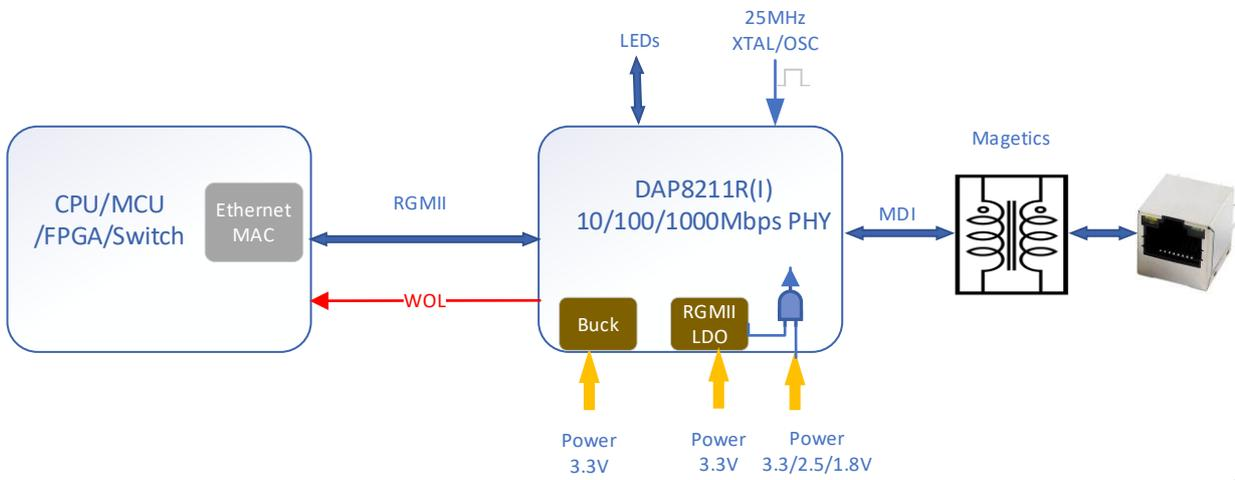 LEDs
25MHz
XTAL/OSC
CPU/MCU
/FPGA/Switch
Ethernet
MAC
RGMII
WOL
DAP8211R(I)
10/100/1000Mbps PHY
Buck
RGMII
LDO
MDI
Magetics
Power
3.3V
Power
3.3V
Power
3.3/2.5/1.8V